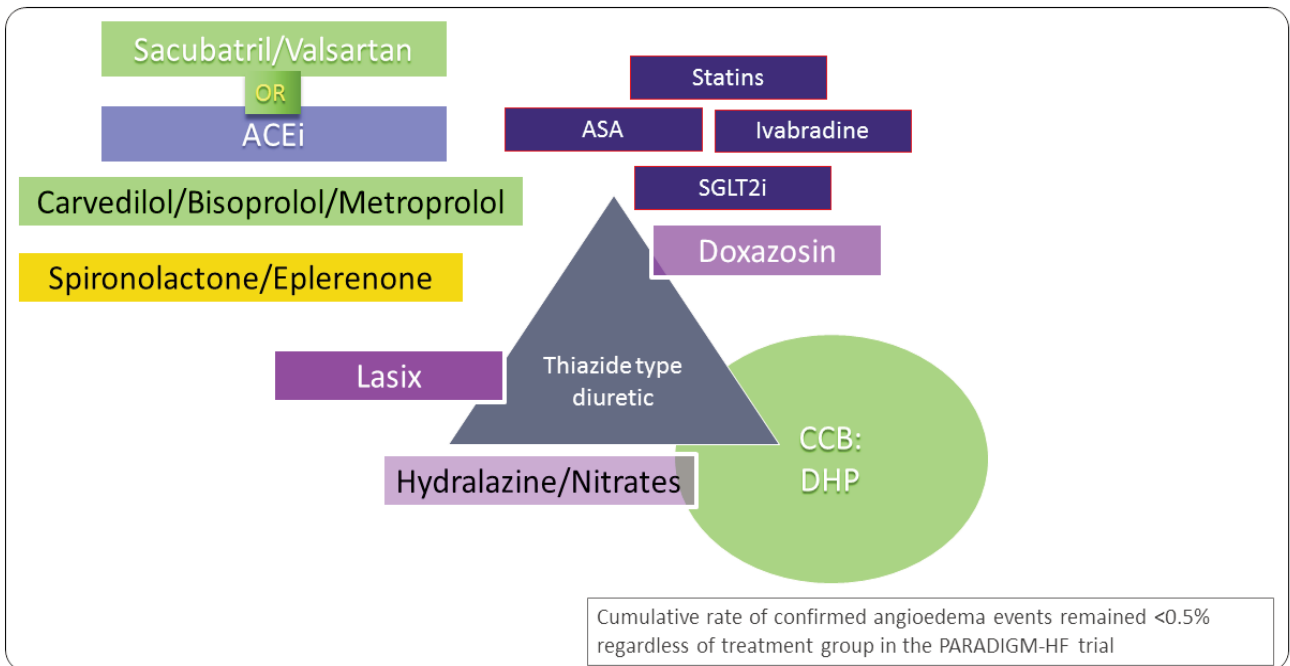 Sacubatril/Valsartan
OR
ACEi
Carvedilol/Bisoprolol/Metroprolol
Spironolactone/Eplerenone
Statins
ASA
Ivabradine
SGLT2i
Doxazosin
Lasix
Thiazide type
diuretic
Hydralazine/Nitrates
CCB:
DHP
Cumulative rate of confirmed angioedema events remained <0.5%
regardless of treatment group in the PARADIGM-HF trial